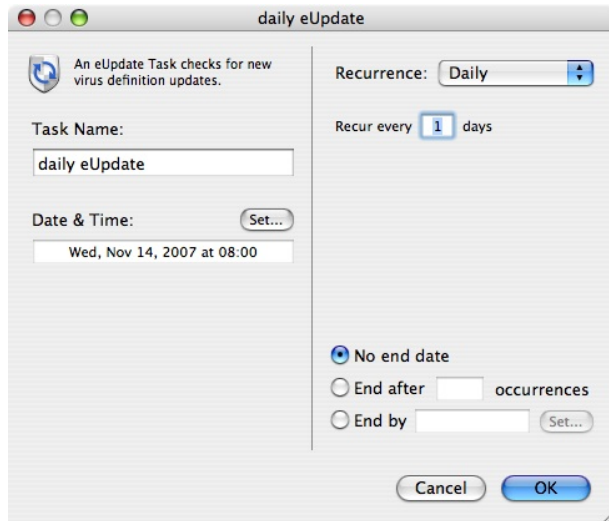 daily eUpdate
An eUpdate Task checks for new
virus definition updates.
Task Name:
daily eUpdate
Date & Time:
Set...
Wed, Nov 14, 2007 at 08:00
Recurrence: Daily
Recur every 1 days
No end date
End after occurrences
End by Set...
Cancel OK